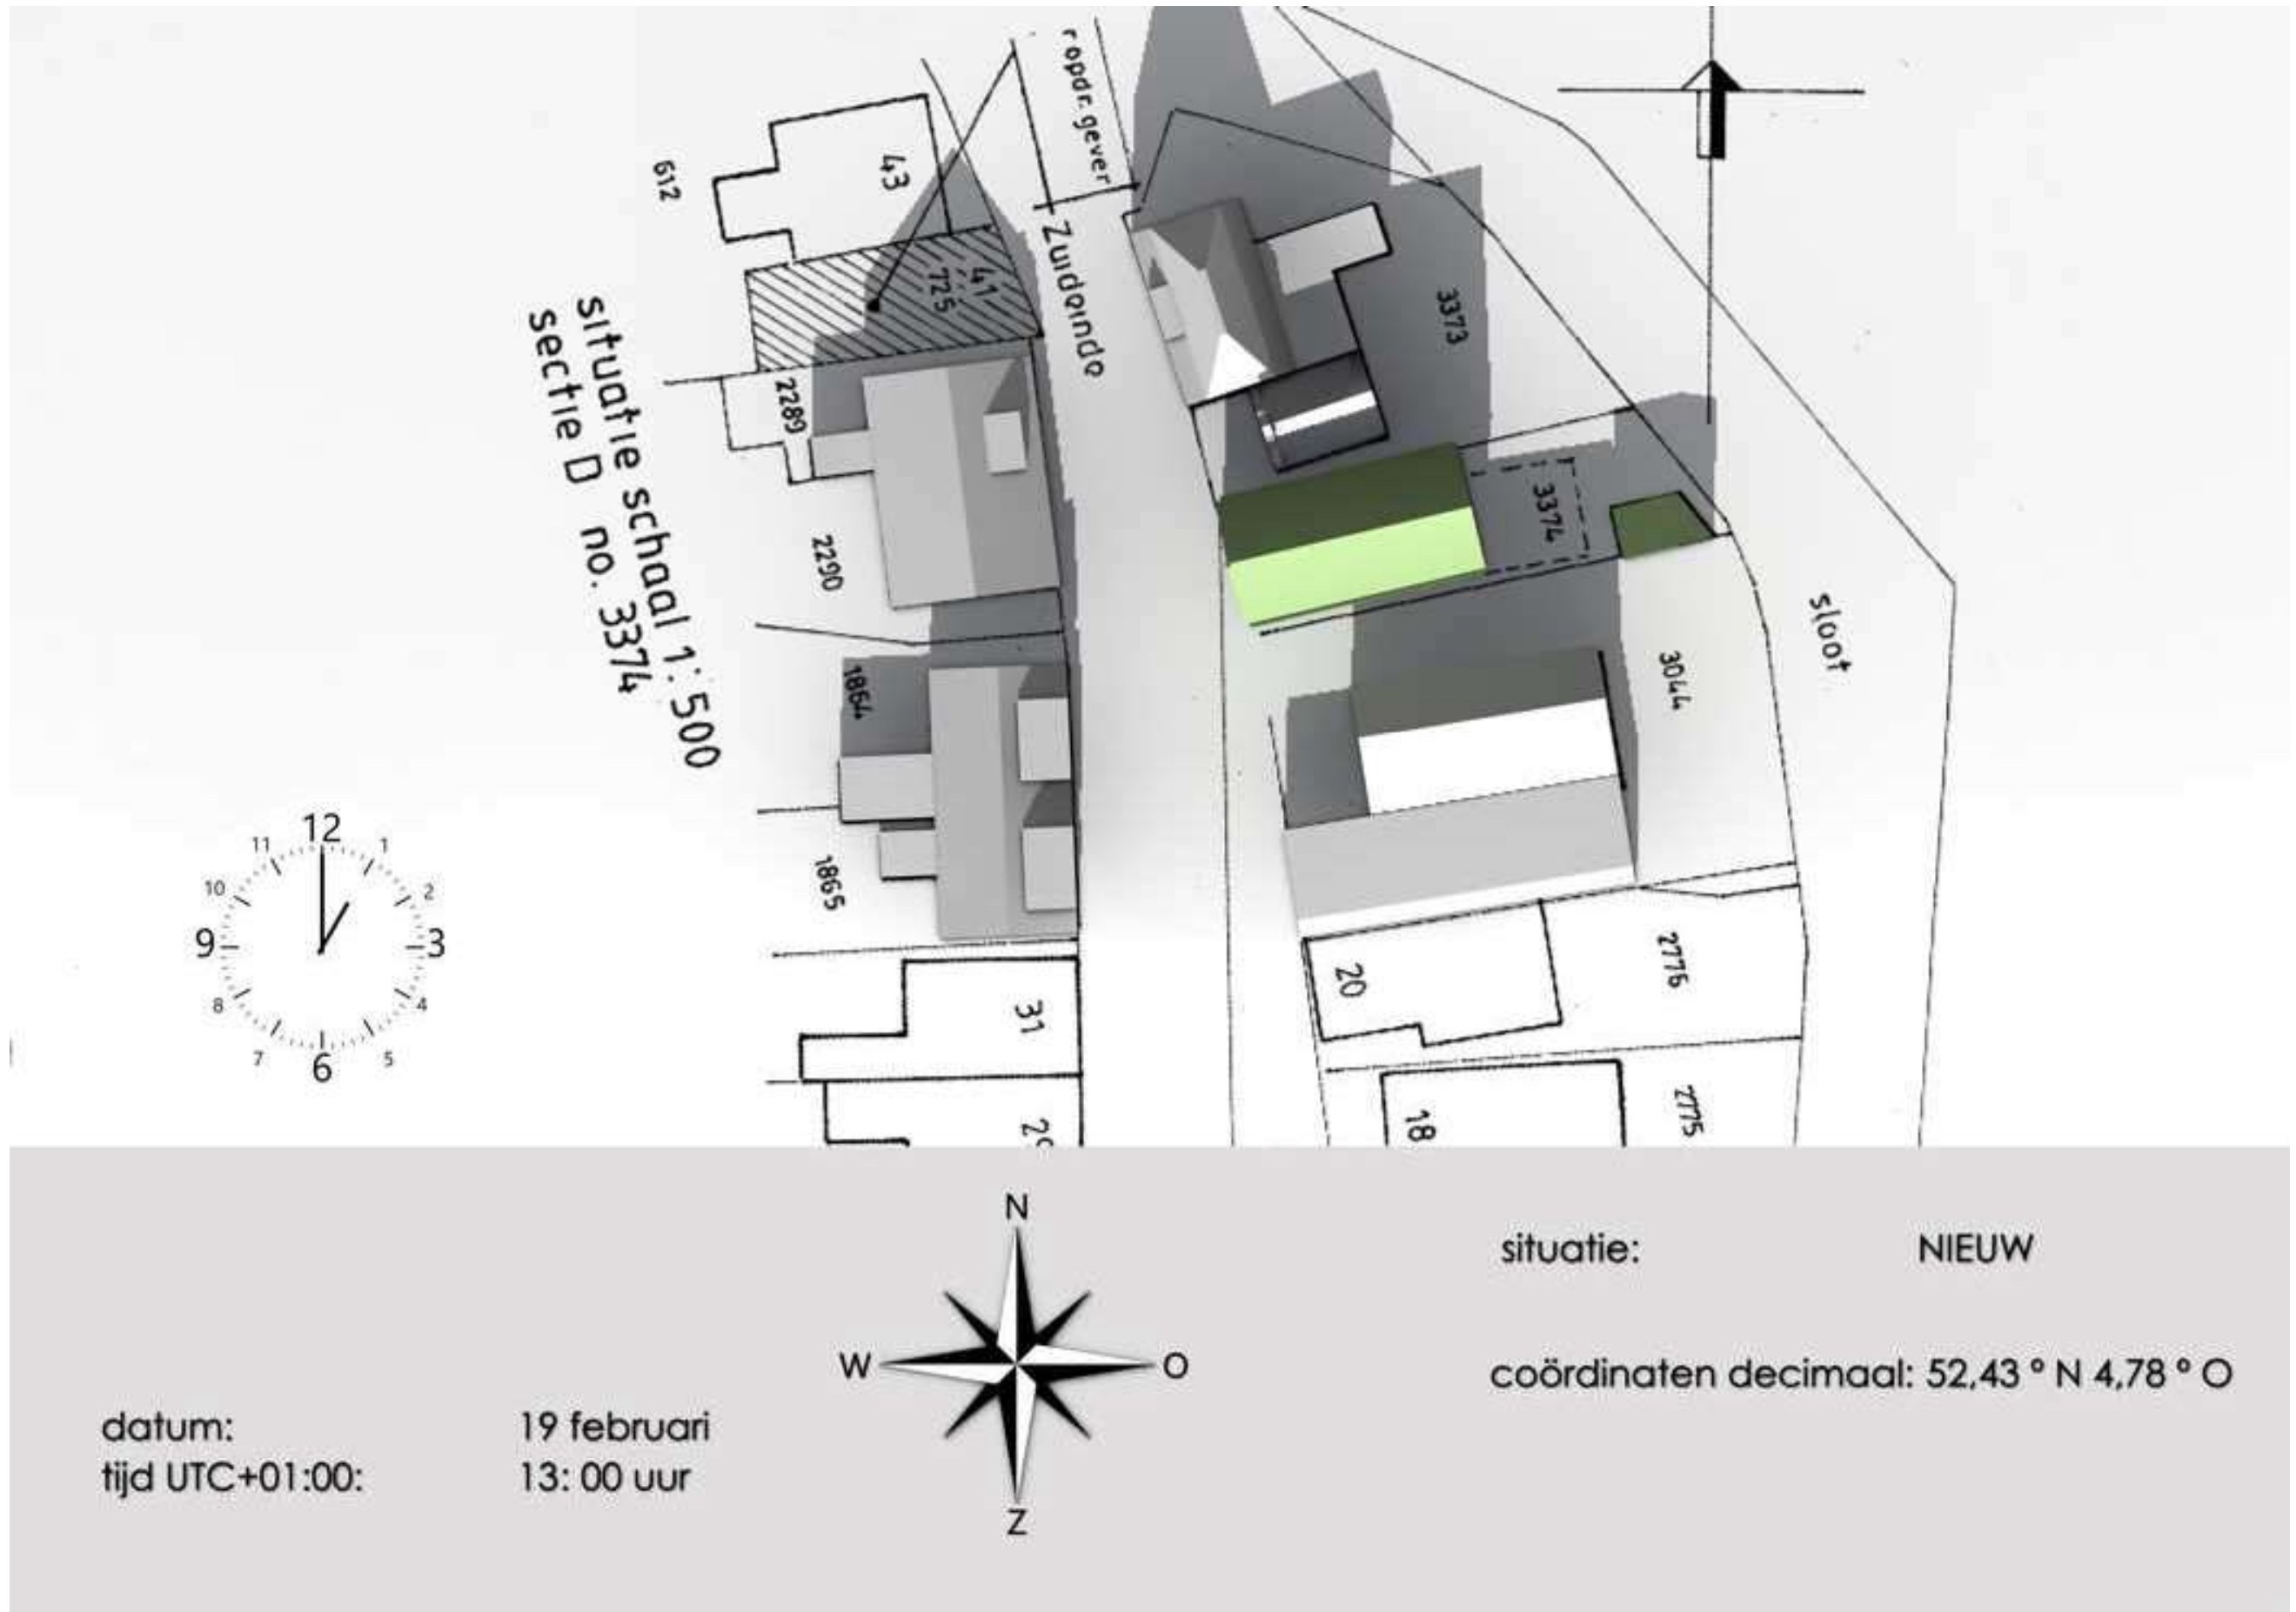 ropdr. gever
43
612
Zuideinde
41
725
3373
situatie schaal 1:500
sectie D no. 3374
2289
3374
2290
sloot
3044
1864
1865
12
11
1
10
2
9
3
8
4
7
5
6
20
2776
31
18
2775
N
W
O
Z
situatie: NIEUW
coördinaten decimaal: 52,43 º N 4,78 º O
datum: 19 februari
tijd UTC+01:00: 13: 00 uur